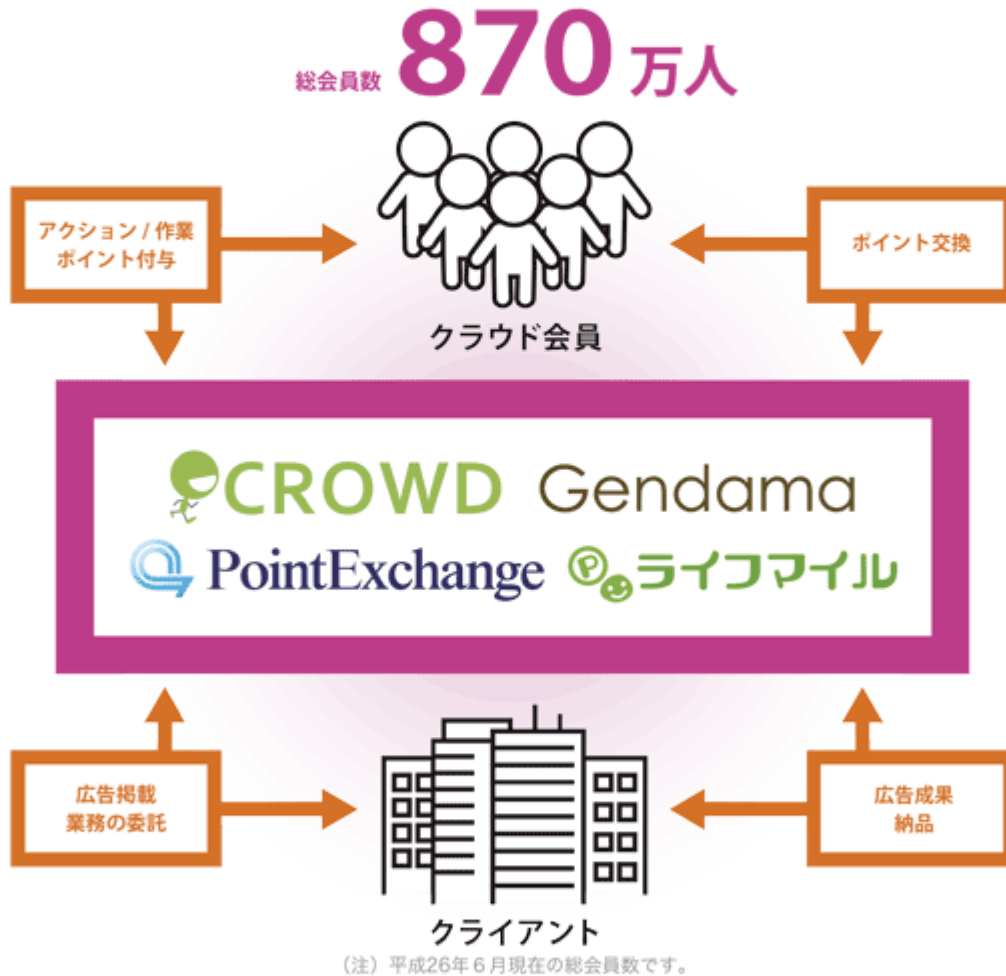 総会員数 870 万人
アクション / 作業
ポイント付与
ポイント交換
クラウド会員
CROWD
Gendama
PointExchange
P
ライフマイル
広告掲載
業務の委託
広告成果
納品
クライアント
(注) 平成26年6月現在の総会員数です。